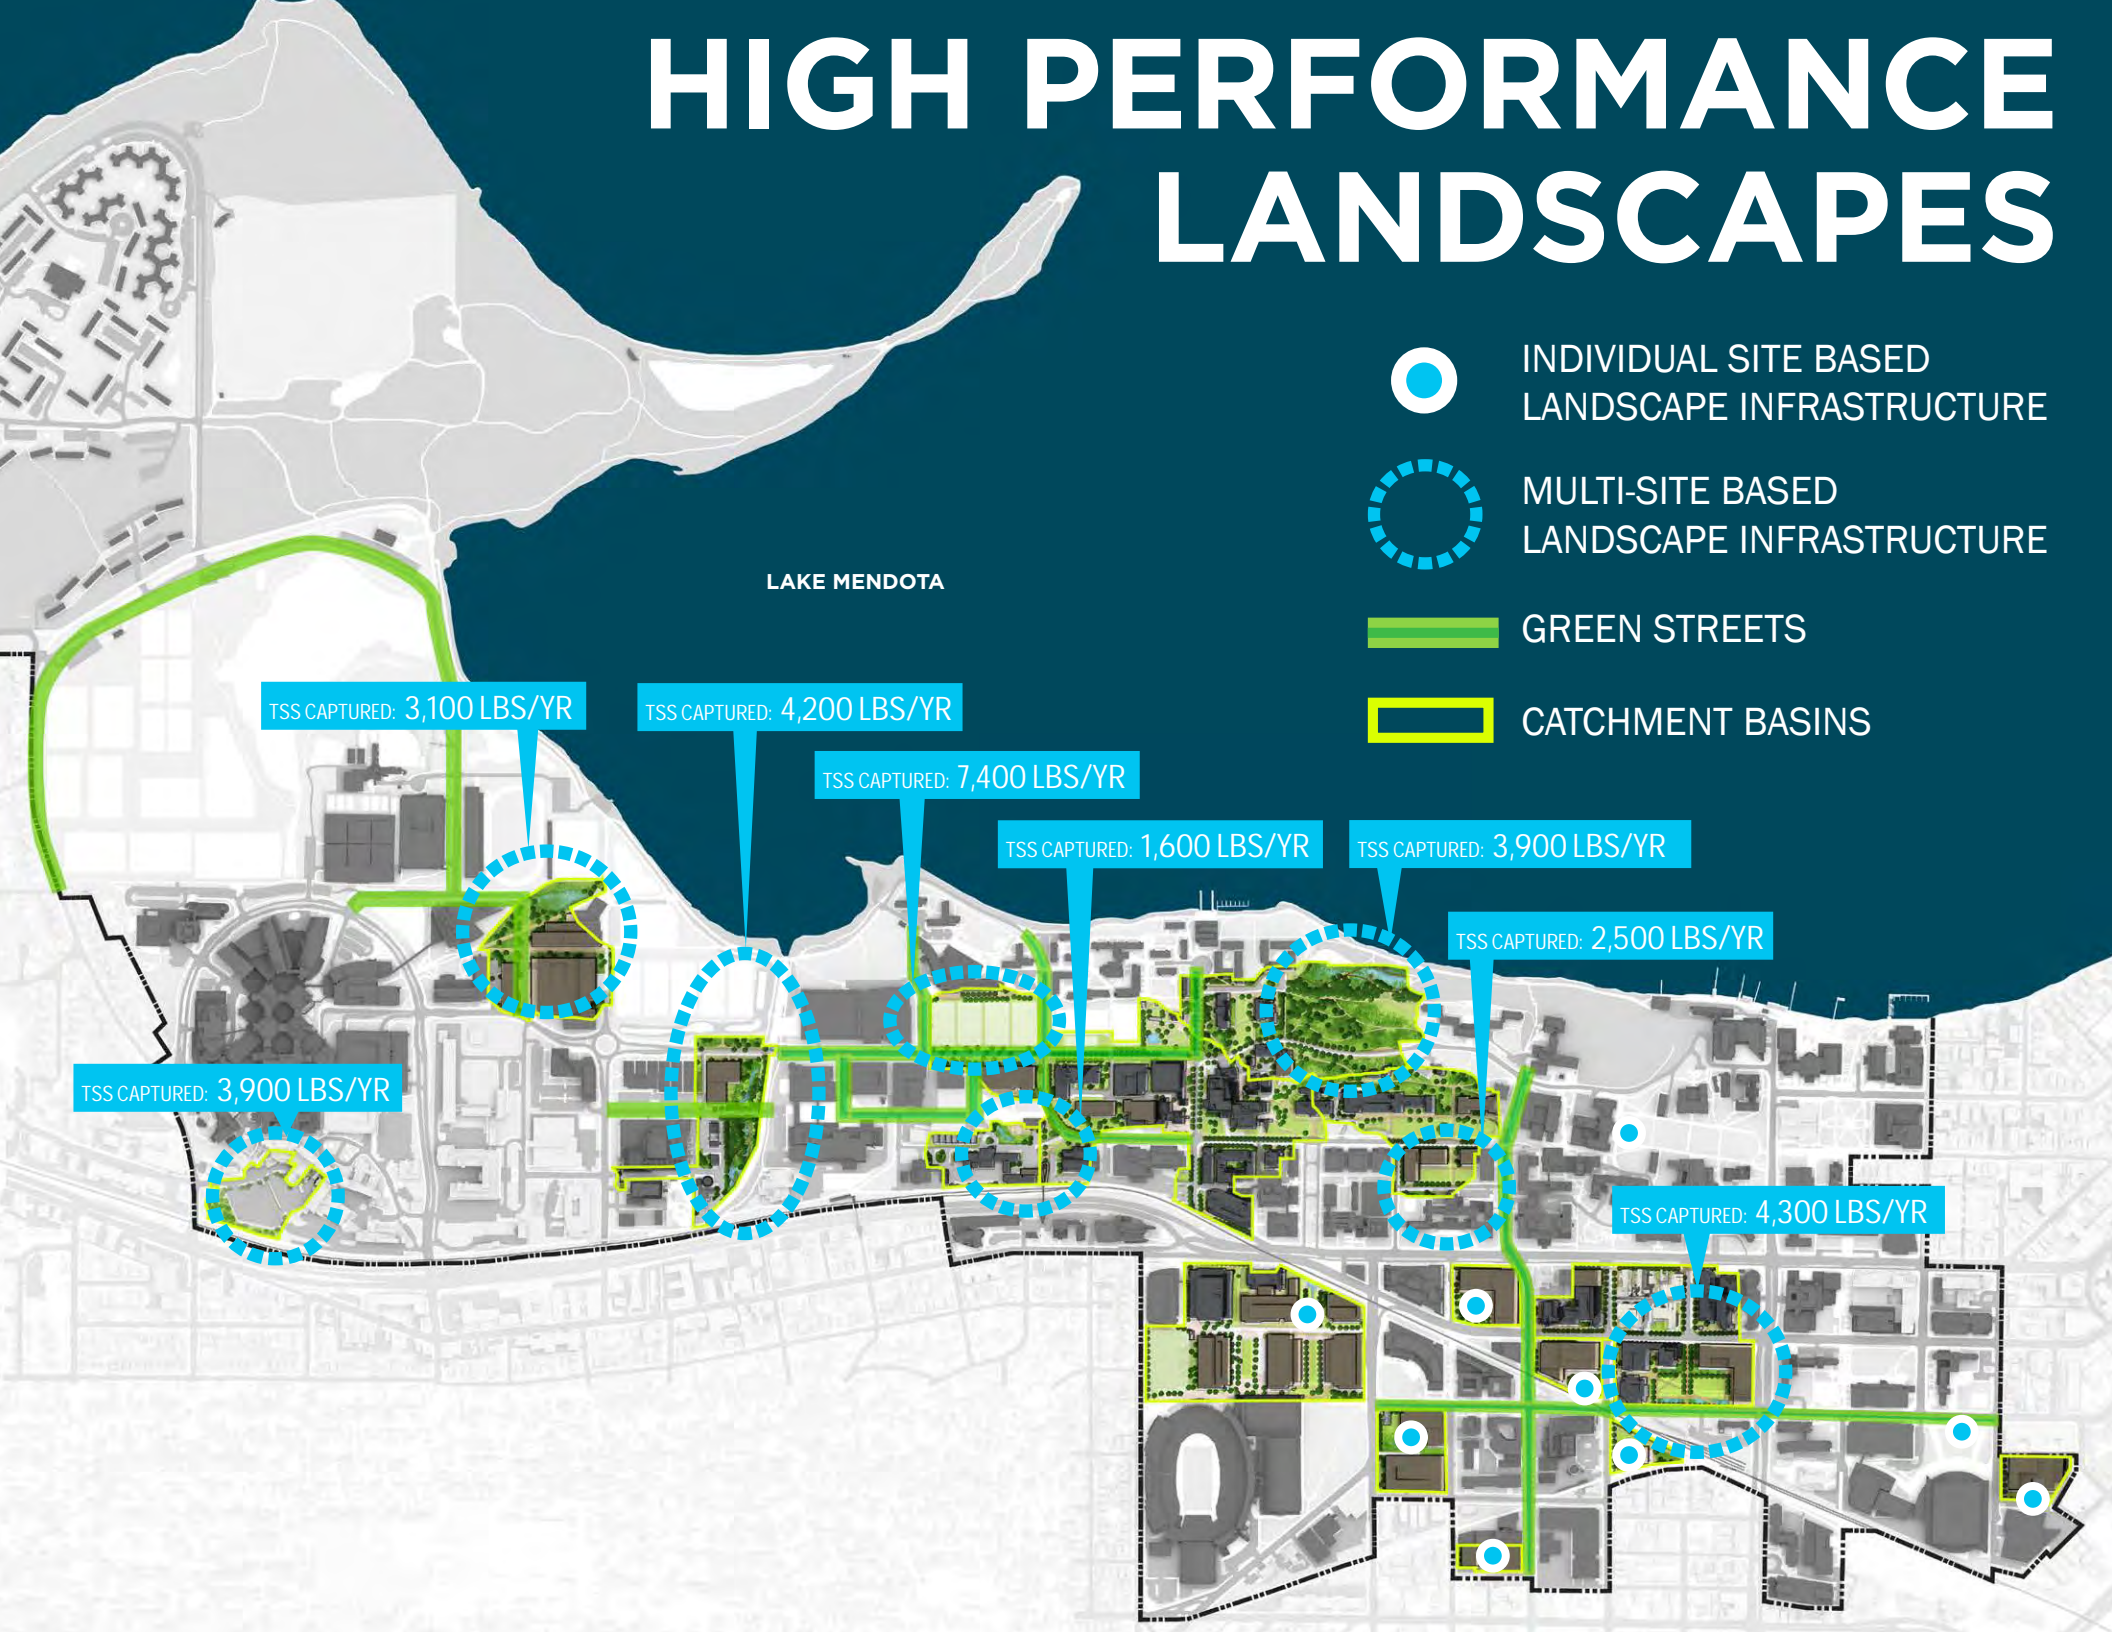 HIGH PERFORMANCE
LANDSCAPES
INDIVIDUAL SITE BASED
LANDSCAPE INFRASTRUCTURE
MULTI-SITE BASED
LANDSCAPE INFRASTRUCTURE
GREEN STREETS
CATCHMENT BASINS
LAKE MENDOTA
TSS CAPTURED: 3,100 LBS/YR
TSS CAPTURED: 4,200 LBS/YR
TSS CAPTURED: 7,400 LBS/YR
TSS CAPTURED: 1,600 LBS/YR
TSS CAPTURED: 3,900 LBS/YR
TSS CAPTURED: 2,500 LBS/YR
TSS CAPTURED: 3,900 LBS/YR
TSS CAPTURED: 4,300 LBS/YR